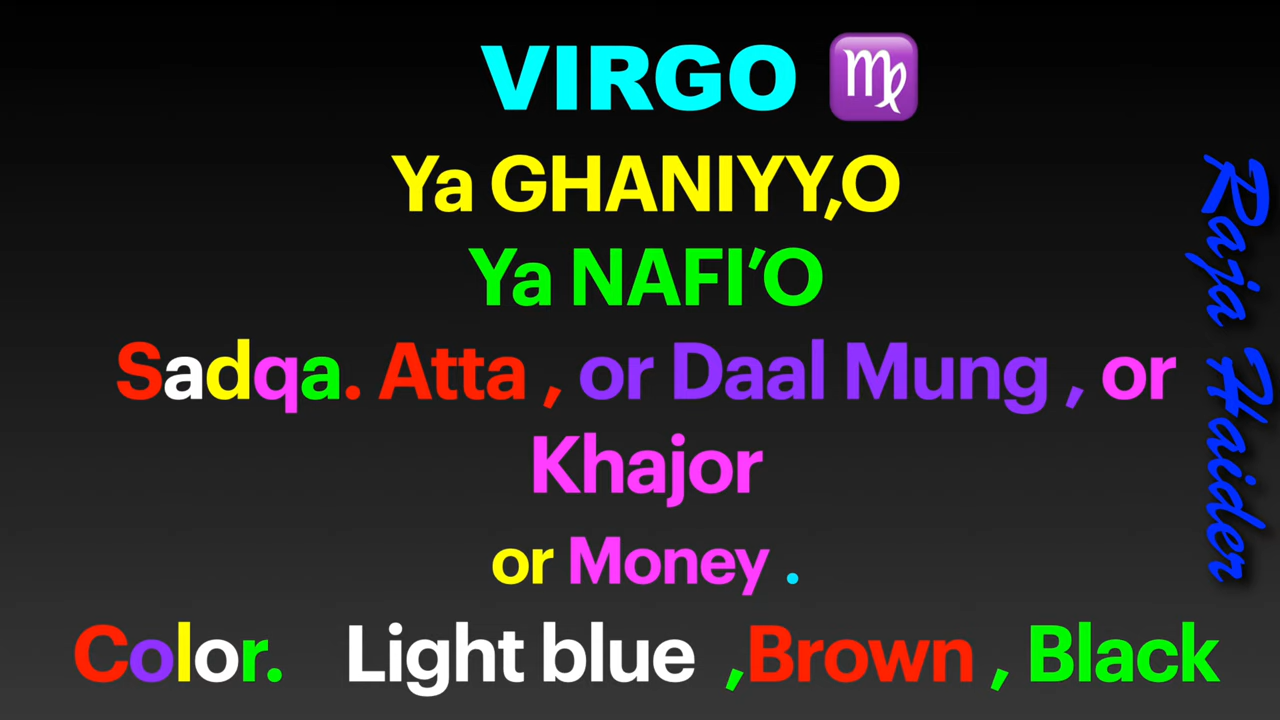 VIRGO ♍
Ya GHANIYY,O
Ya NAFI’O
Sadqa. Atta , or Daal Mung , or
Khajor
or Money .
Color. Light blue ,Brown , Black
Raja Haider